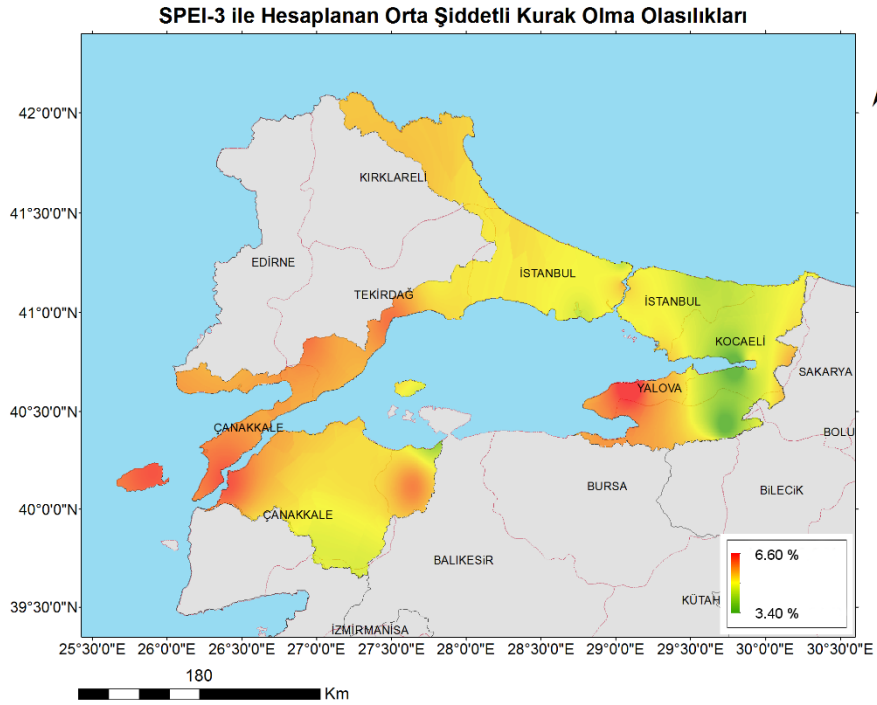 SPEI-3 ile Hesaplanan Orta Şiddetli Kurak Olma Olasılıkları
42°0'0"N
KIRKLARELİ
41°30'0"N
EDİRNE
İSTANBUL
TEKİRDAĞ
İSTANBUL
41°0'0"N
KOCAELİ
SAKARYA
YALOVA
40°30'0"N
ÇANAKKALE
BOLU
BURSA
BİLECİK
40°0'0"N
ÇANAKKALE
BALIKESİR
6.60 %
39°30'0"N
KÜTAH
3.40 %
İZMİRMANİSA
25°30'0"E 26°0'0"E 26°30'0"E 27°0'0"E 27°30'0"E 28°0'0"E 28°30'0"E 29°0'0"E 29°30'0"E 30°0'0"E 30°30'0"E
180
Km